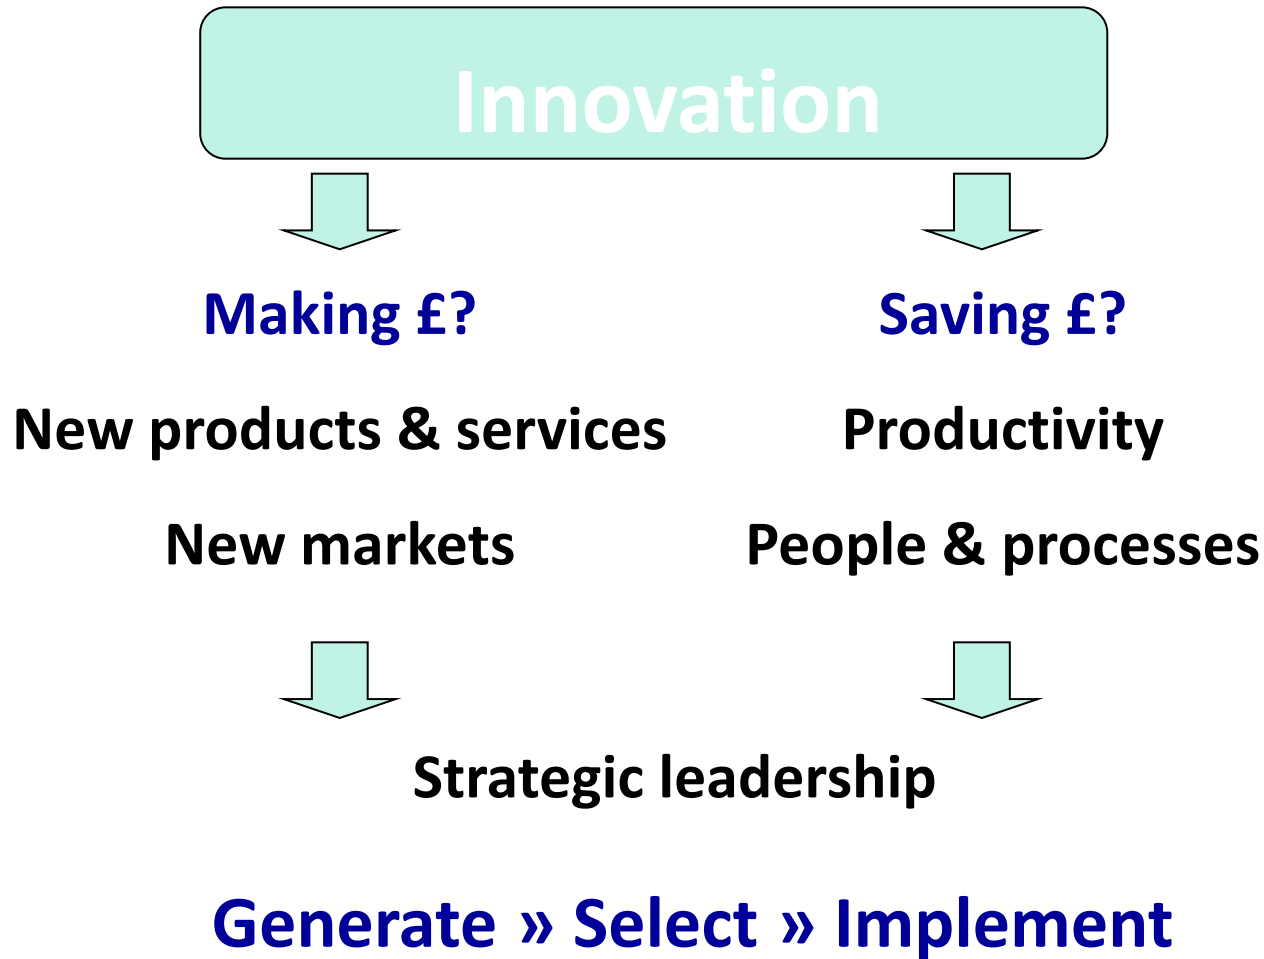 Innovation
Making £?
Saving £?
New products & services
Productivity
New markets
People & processes
Strategic leadership
Generate » Select » Implement